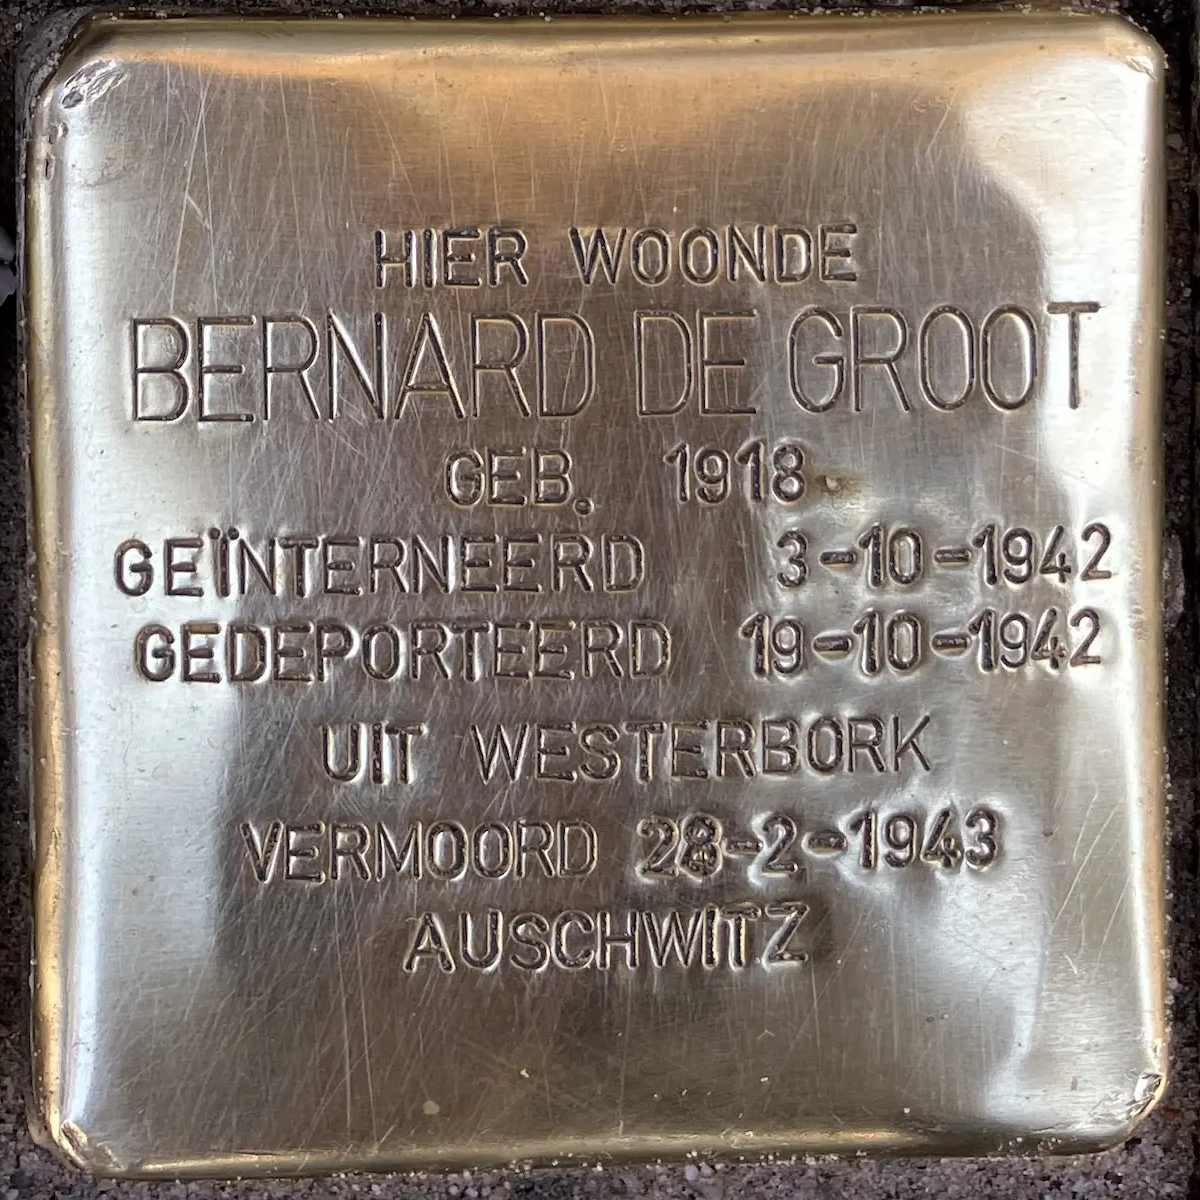 HIER WOONDE
BERNARD DE GROOT
GEB. 1918
GEÏNTERNEERD 3-10-1942
GEDEPORTEERD 19-10-1942
UIT WESTERBORK
VERMOORD 28-2-1943
AUSCHWITZ